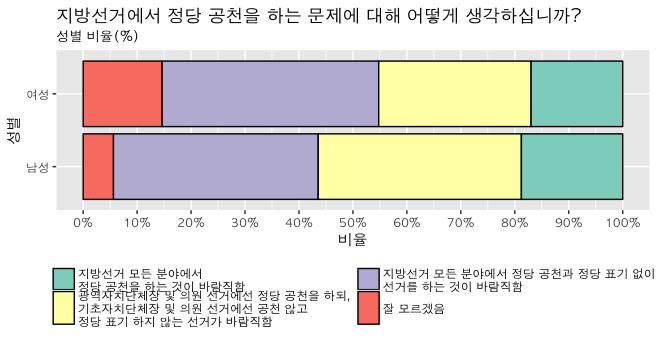 지방선거에서 정당 공천을 하는 문제에 대해 어떻게 생각하십니까?
성별 비율(%)
여성
남성
성별
0% 10% 20% 30% 40% 50% 60% 70% 80% 90% 100%
비율
지방선거 모든 분야에서
정당 공천을 하는 것이 바람직함
광역자치단체장 및 의원 선거에선 정당 공천을 하되,
기초자치단체장 및 의원 선거에선 공천 않고
정당 표기 하지 않는 선거가 바람직함
지방선거 모든 분야에서 정당 공천과 정당 표기 없이
선거를 하는 것이 바람직함
잘 모르겠음